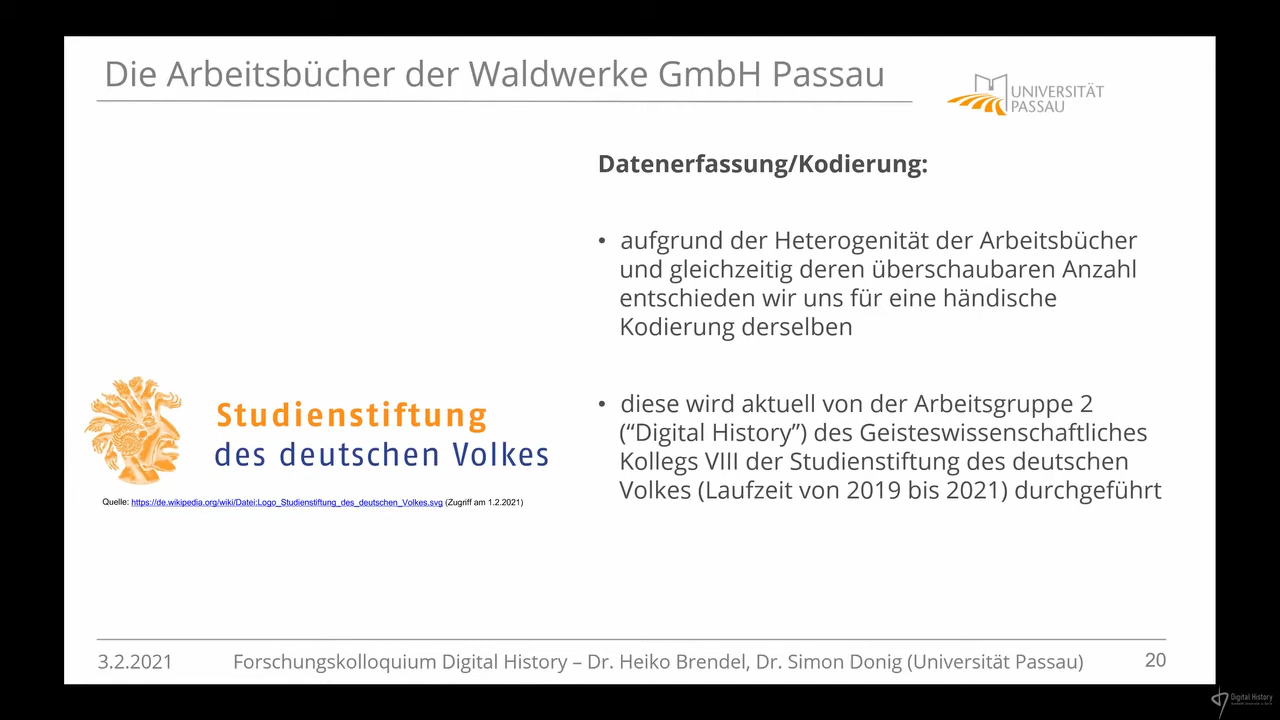 Die Arbeitsbücher der Waldwerke GmbH Passau
UNIVERSITÄT
PASSAU
Datenerfassung/Kodierung:
• aufgrund der Heterogenität der Arbeitsbücher
und gleichzeitig deren überschaubaren Anzahl
entschieden wir uns für eine händische
Kodierung derselben
• diese wird aktuell von der Arbeitsgruppe 2
(“Digital History”) des Geisteswissenschaftliches
Kollegs VIII der Studienstiftung des deutschen
Volkes (Laufzeit von 2019 bis 2021) durchgeführt
Studienstiftung
des deutschen Volkes
Quelle: https://de.wikipedia.org/wiki/Datei:Logo_Studienstiftung_des_deutschen_Volkes.svg (Zugriff am 1.2.2021)
3.2.2021 Forschungskolloquium Digital History – Dr. Heiko Brendel, Dr. Simon Donig (Universität Passau) 20
Digital History